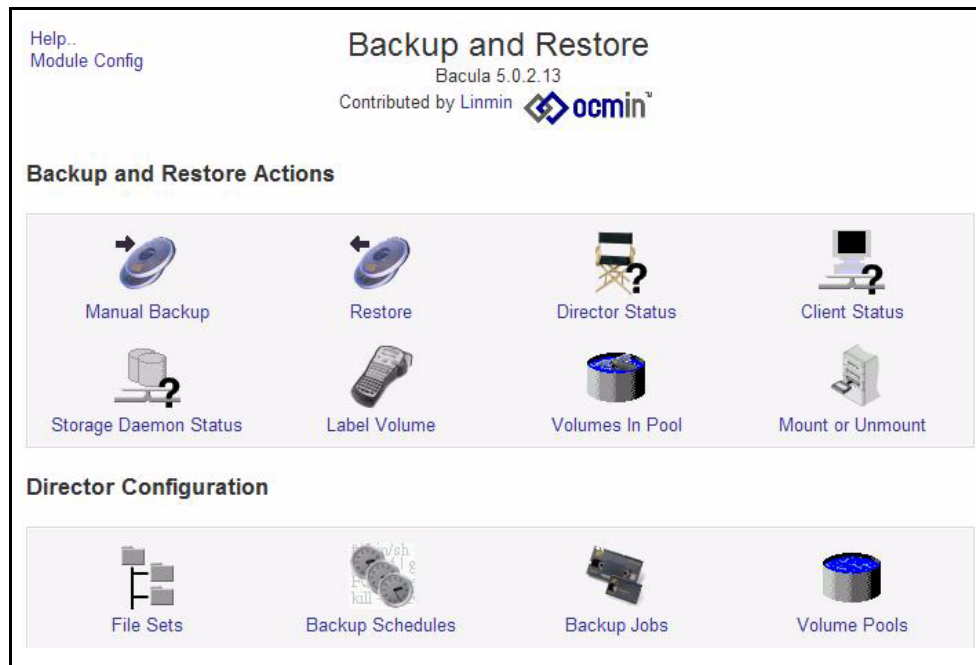 Help..
Module Config
Backup and Restore
Bacula 5.0.2.13
Contributed by Linmin ocmin
Backup and Restore Actions
Manual Backup
Restore
Director Status
Client Status
Storage Daemon Status
Label Volume
Volumes In Pool
Mount or Unmount
Director Configuration
File Sets
Backup Schedules
Backup Jobs
Volume Pools